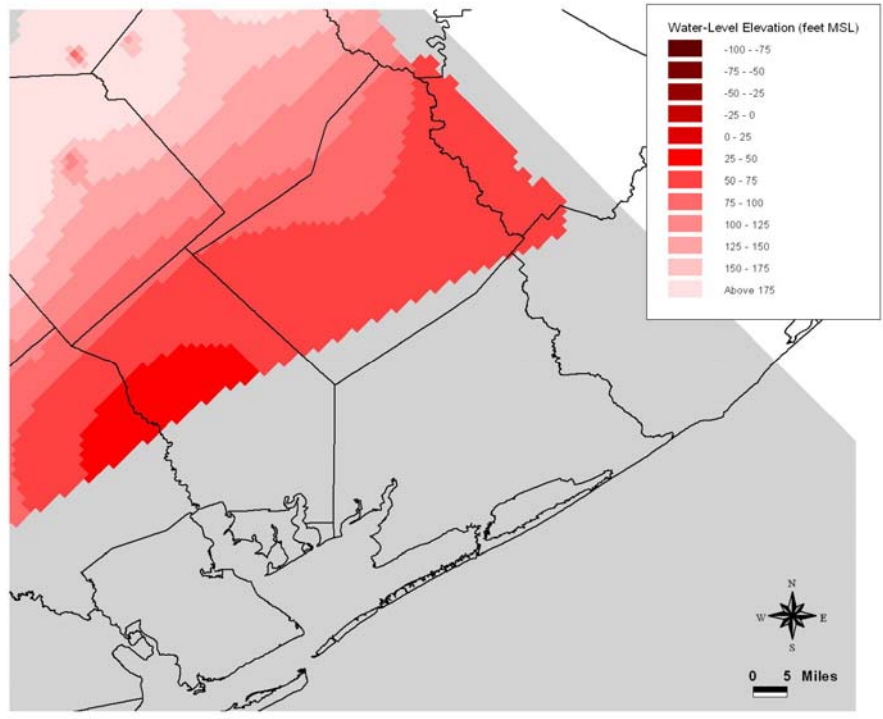 Water-Level Elevation (feet MSL)
-100 - -75
-75 - -50
-50 - -25
-25 - 0
0 - 25
25 - 50
50 - 75
75 - 100
100 - 125
125 - 150
150 - 175
Above 175
N
W E
S
0 5 Miles